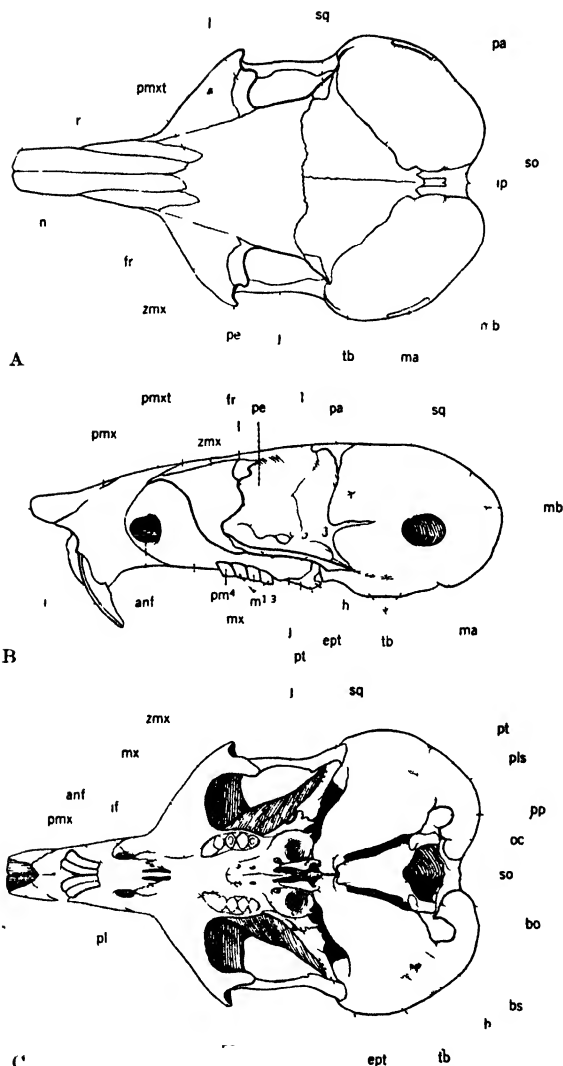 l sq
pa
pmxt
r
so
ip
n
fr
zmx
m b
pe j
tb ma
A
pmxt fr l
pe pa sq
pmx zmx l
mb
i anf pm4
m1 3 h
mx ma
j ept tb
pt
B
j sq
zmx
pt
mx
pls
anf if
pp
pmx
oc
so
pl
bo
bs
h
C
ept tb